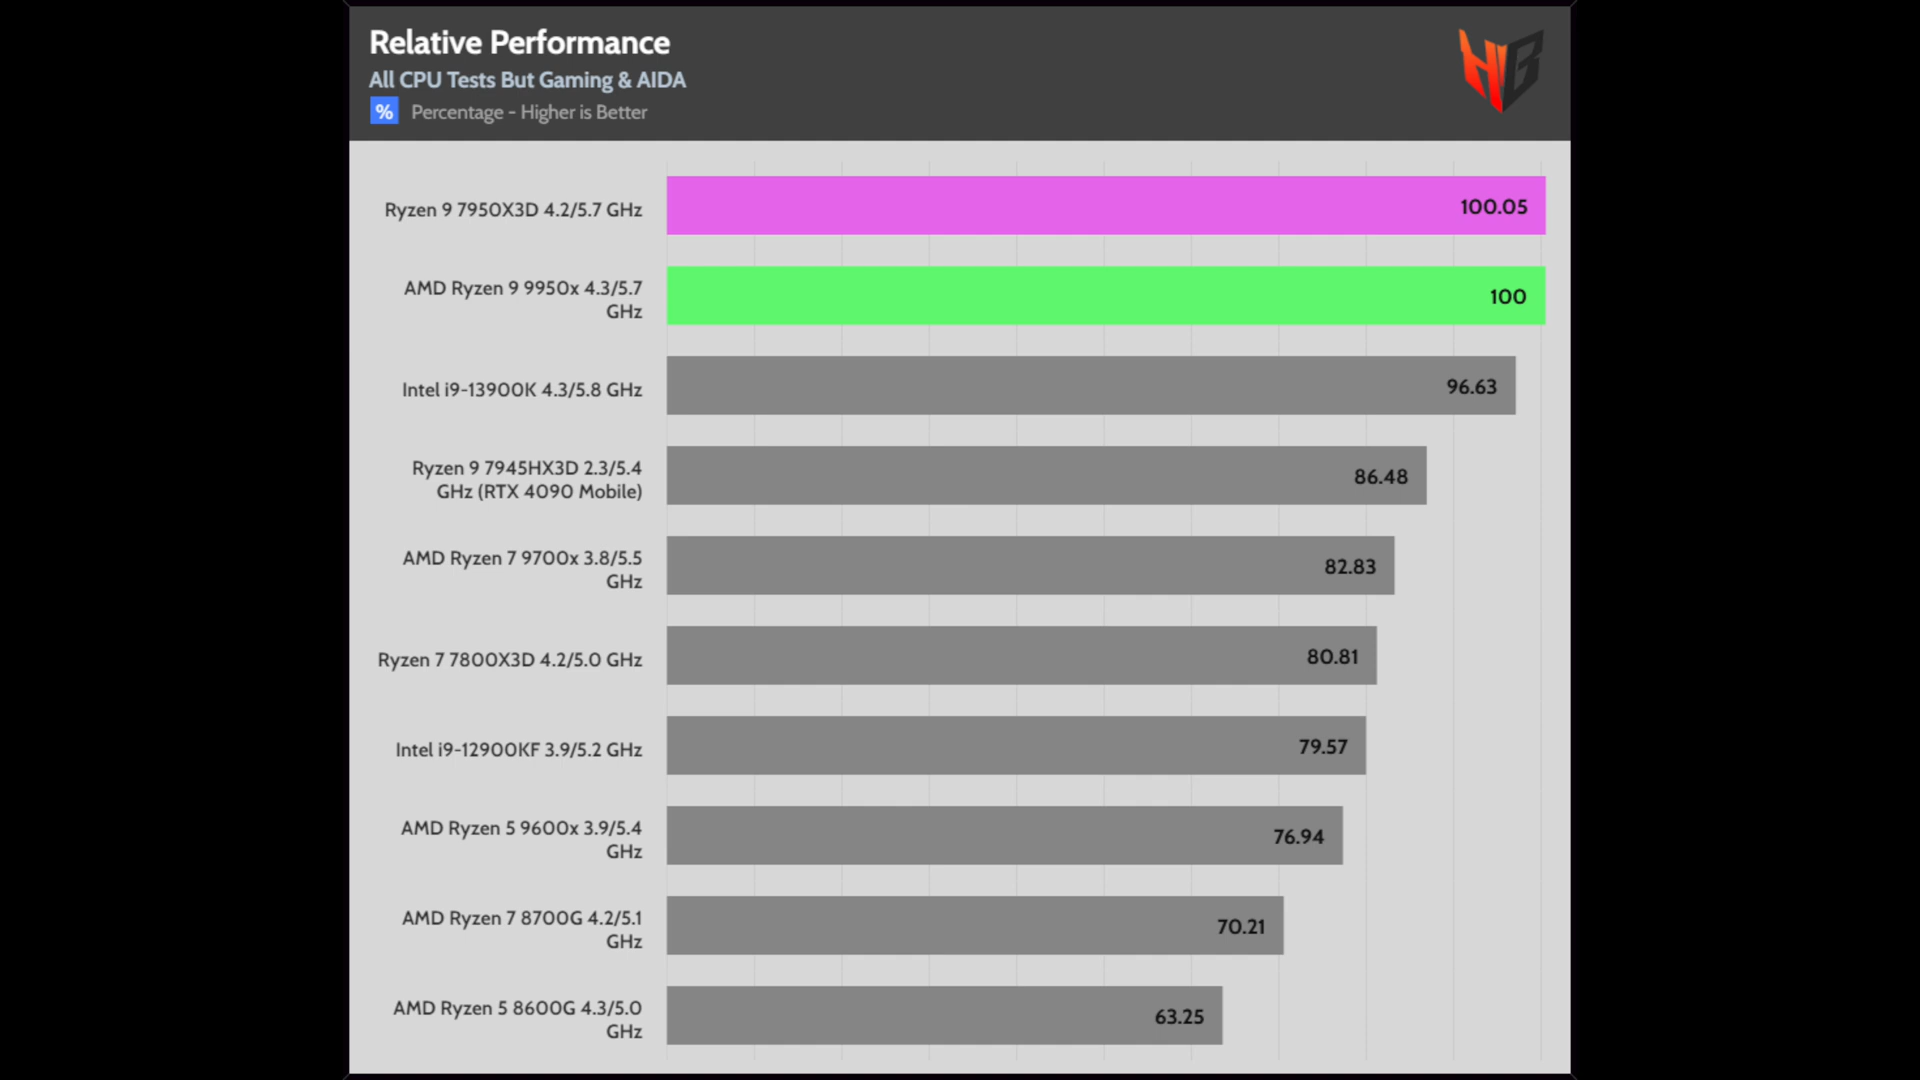 Relative Performance
All CPU Tests But Gaming & AIDA
% Percentage - Higher is Better
HB
Ryzen 9 7950X3D 4.2/5.7 GHz
100.05
AMD Ryzen 9 9950x 4.3/5.7
GHz
100
Intel i9-13900K 4.3/5.8 GHz
96.63
Ryzen 9 7945HX3D 2.3/5.4
GHz (RTX 4090 Mobile)
86.48
AMD Ryzen 7 9700x 3.8/5.5
GHz
82.83
Ryzen 7 7800X3D 4.2/5.0 GHz
80.81
Intel i9-12900KF 3.9/5.2 GHz
79.57
AMD Ryzen 5 9600x 3.9/5.4
GHz
76.94
AMD Ryzen 7 8700G 4.2/5.1
GHz
70.21
AMD Ryzen 5 8600G 4.3/5.0
GHz
63.25